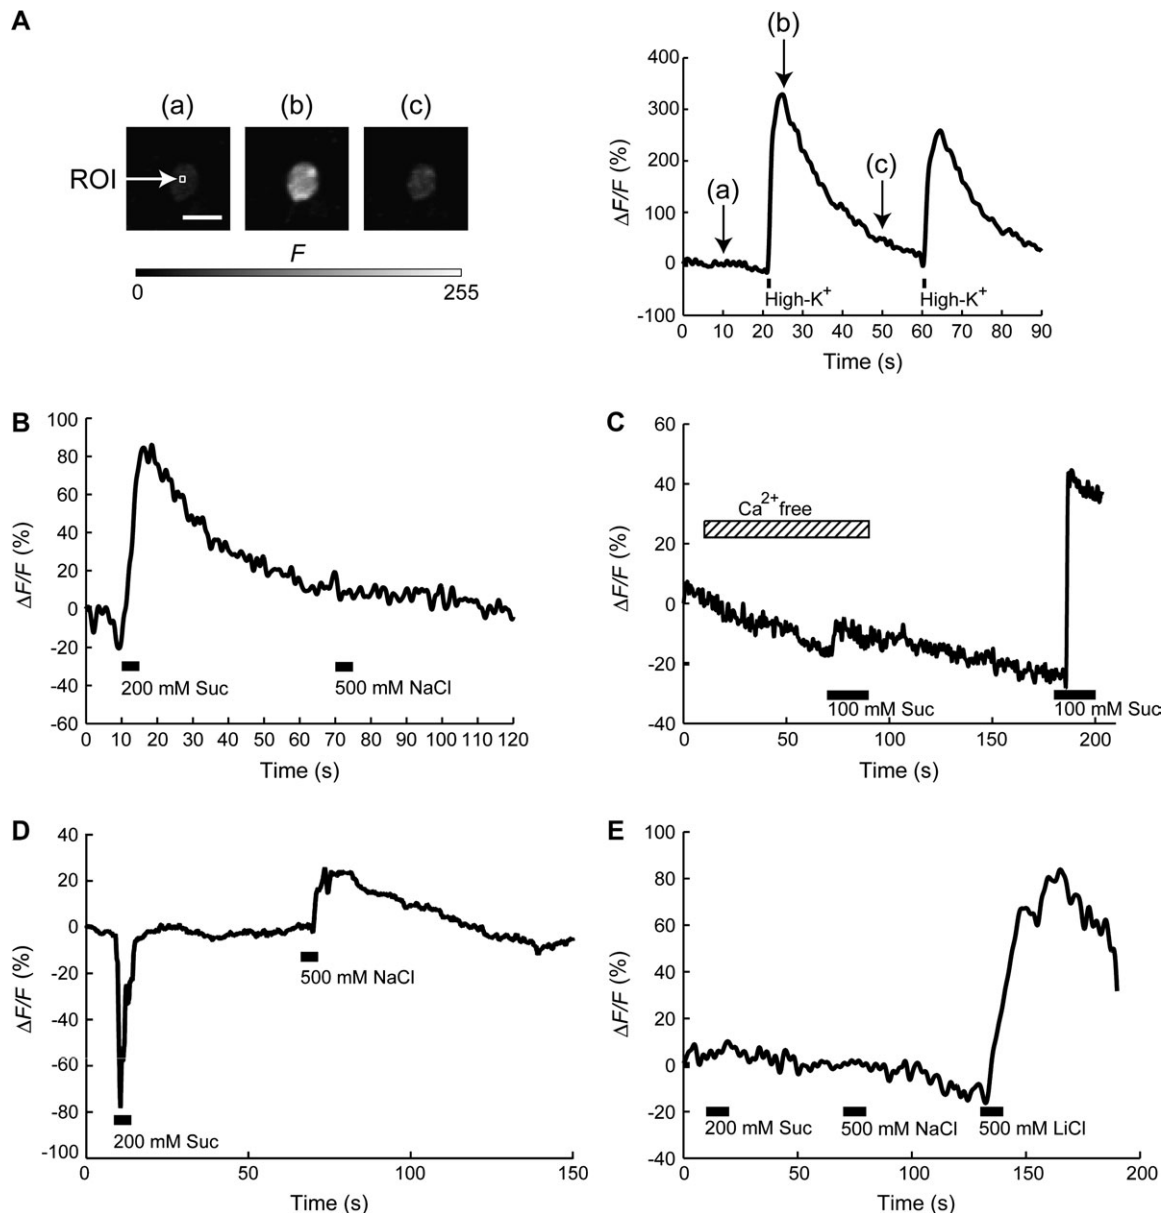 A
(a) (b) (c)
ROI
F
0 255
(b)
(a)
(c)
400
300
200
100
0
-100
ΔF/F (%)
High-K+ High-K+
0 10 20 30 40 50 60 70 80 90
Time (s)
B
100
80
60
40
20
0
-20
-40
-60
ΔF/F (%)
200 mM Suc 500 mM NaCl
0 10 20 30 40 50 60 70 80 90 100 110 120
Time (s)
C
60
40
20
0
-20
-40
ΔF/F (%)
Ca2+free
100 mM Suc 100 mM Suc
0 50 100 150 200
Time (s)
D
40
20
0
-20
-40
-60
-80
-100
ΔF/F (%)
500 mM NaCl
200 mM Suc
0 50 100 150
Time (s)
E
100
80
60
40
20
0
-20
-40
ΔF/F (%)
200 mM Suc 500 mM NaCl 500 mM LiCl
0 50 100 150 200
Time (s)